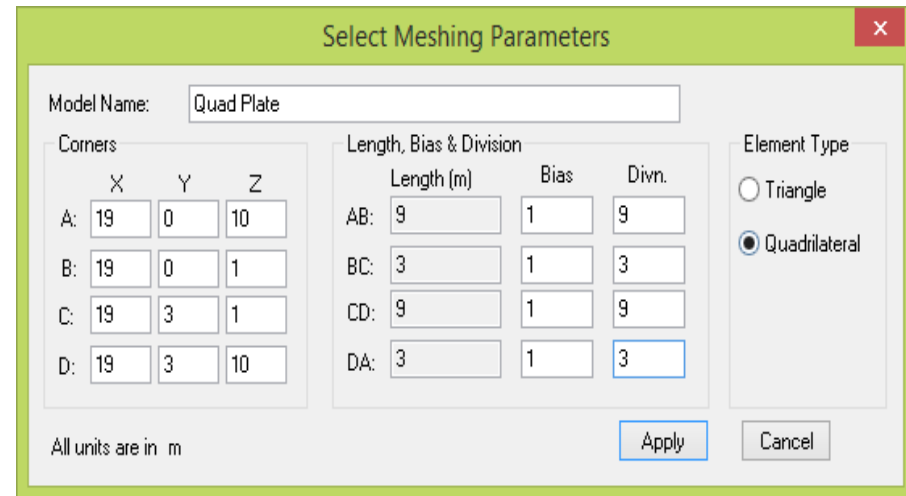 Select Meshing Parameters
x
Model Name: Quad Plate
Corners
X Y Z
A: 19 0 10
B: 19 0 1
C: 19 3 1
D: 19 3 10
Length, Bias & Division
Length (m) Bias Divn.
AB: 9 1 9
BC: 3 1 3
CD: 9 1 9
DA: 3 1 3
Element Type
Triangle
Quadrilateral
All units are in m
Apply
Cancel